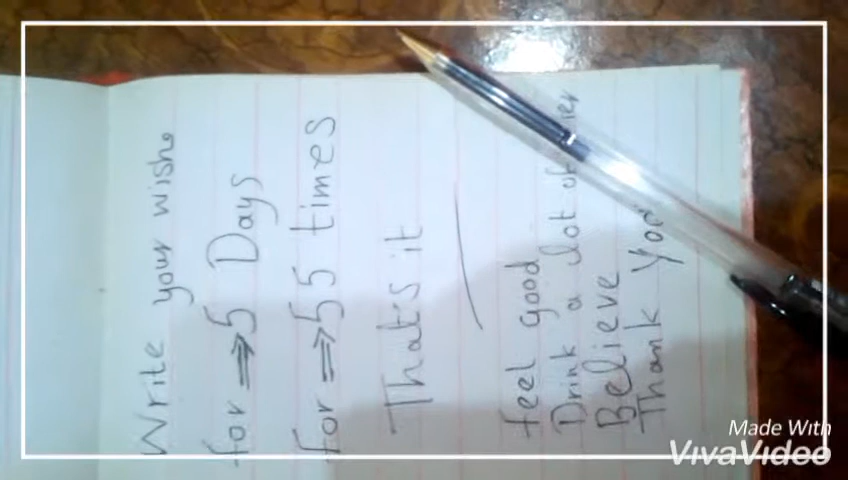 Write your wishe
for ⇒ 5 Days
for ⇒ 55 times
That's it
feel good
Drink a lot of
Believe
Thank You
Made With
VivaVideo